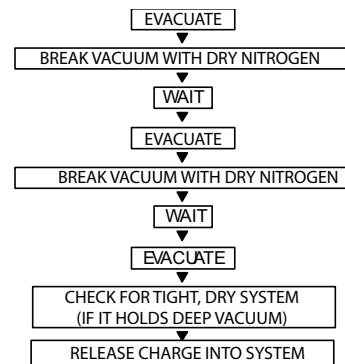 EVACUATE
BREAK VACUUM WITH DRY NITROGEN
WAIT
EVACUATE
BREAK VACUUM WITH DRY NITROGEN
WAIT
EVACUATE
CHECK FOR TIGHT, DRY SYSTEM
(IF IT HOLDS DEEP VACUUM)
RELEASE CHARGE INTO SYSTEM